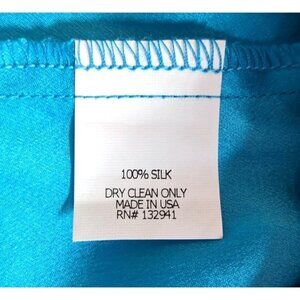 100% SILK
DRY CLEAN ONLY
MADE IN USA
RN# 132941